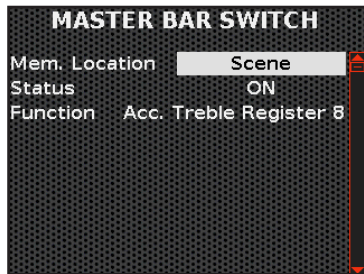 MASTER BAR SWITCH
Mem. Location Scene
Status ON
Function Acc. Treble Register 8